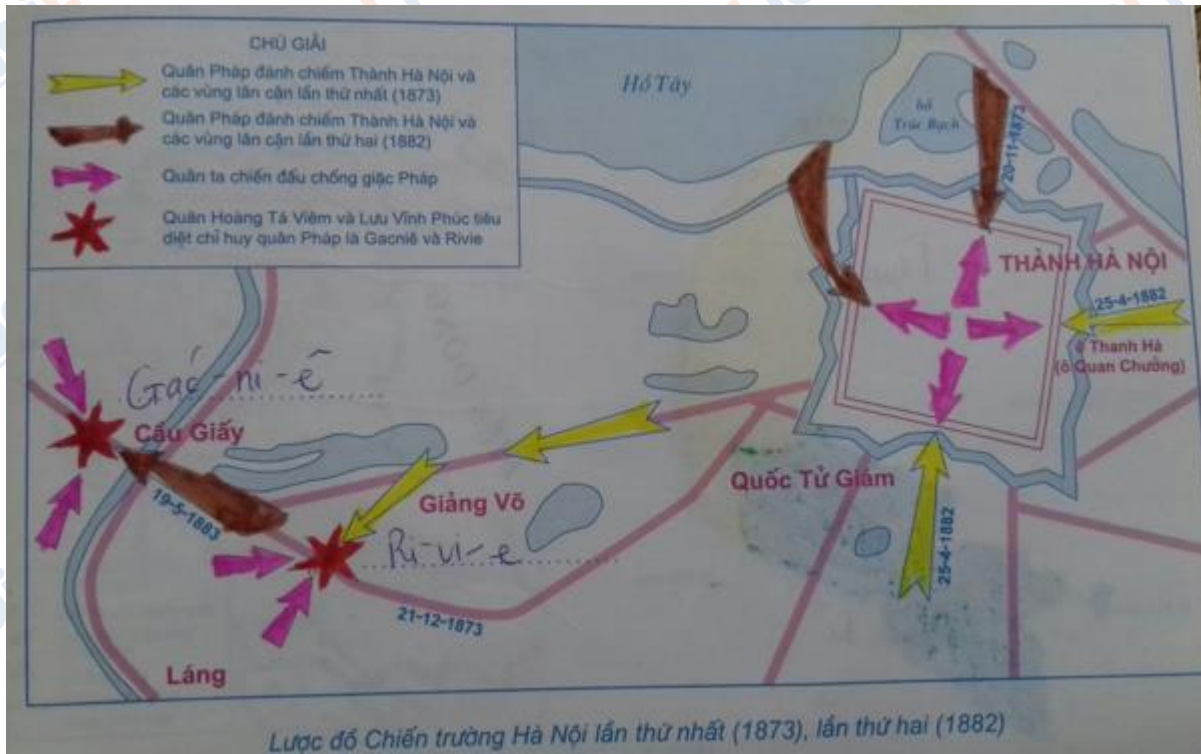 CHÚ GIẢI
Quân Pháp đánh chiếm Thành Hà Nội và
các vùng lân cận lần thứ nhất (1873)
Quân Pháp đánh chiếm Thành Hà Nội và
các vùng lân cận lần thứ hai (1882)
Quân ta chiến đấu chống giặc Pháp
Quân Hoàng Tá Viêm và Lưu Vĩnh Phúc tiêu
diệt chỉ huy quân Pháp là Gacniê và Rivie
Hồ Tây
hồ
Trúc Bạch
20-11-1873
THÀNH HÀ NỘI
25-4-1882
ô Thanh Hà
(ô Quan Chưởng)
Gác-ni-ê
Cầu Giấy
Giảng Võ
Quốc Tử Giám
19-5-1883
Ri-vi-e
25-4-1882
21-12-1873
Láng
Lược đồ Chiến trường Hà Nội lần thứ nhất (1873), lần thứ hai (1882)